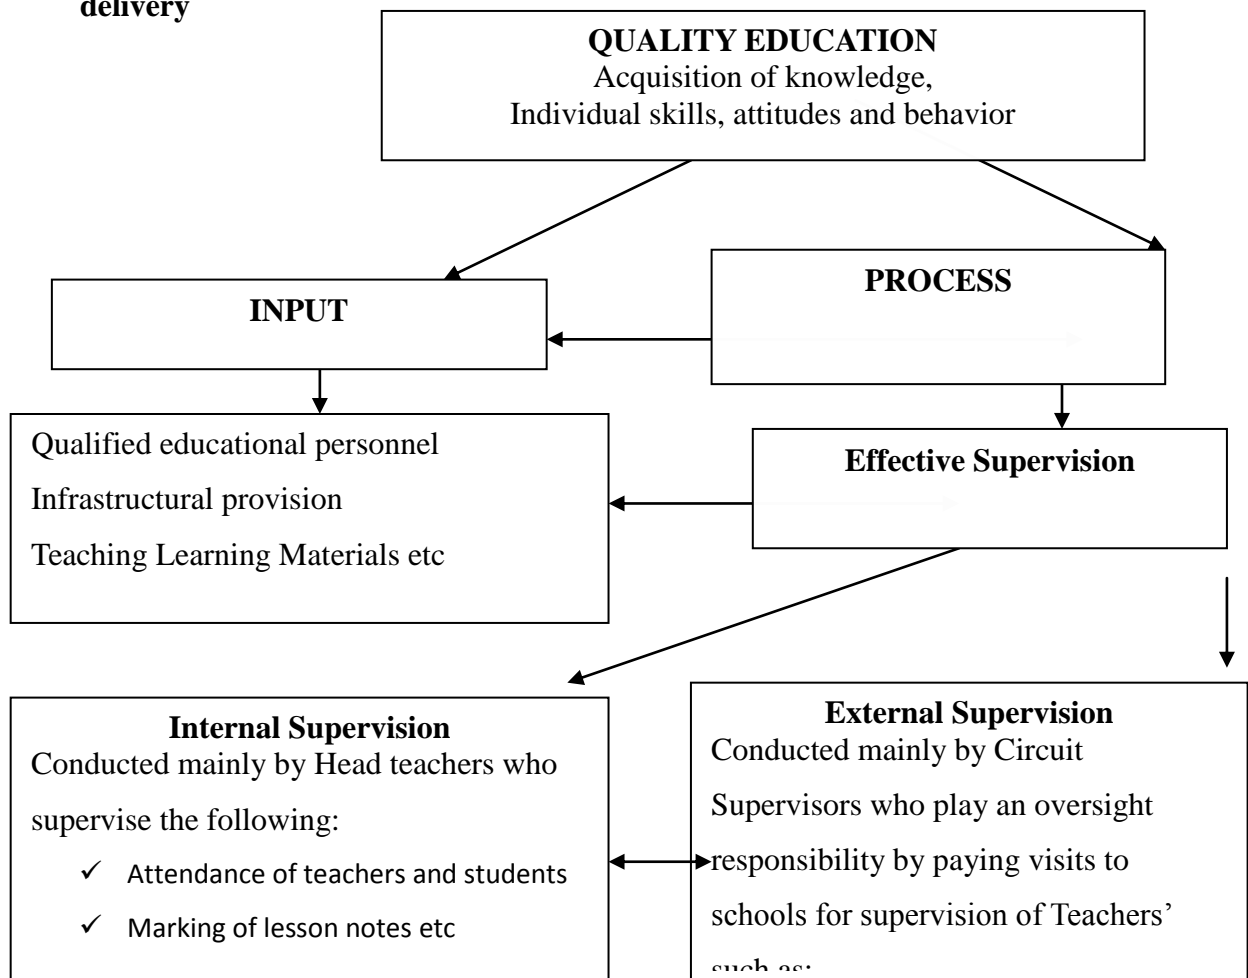 delivery
QUALITY EDUCATION
Acquisition of knowledge,
Individual skills, attitudes and behavior
INPUT
PROCESS
Qualified educational personnel
Infrastructural provision
Teaching Learning Materials etc
Effective Supervision
Internal Supervision
Conducted mainly by Head teachers who
supervise the following:
✓ Attendance of teachers and students
✓ Marking of lesson notes etc
External Supervision
Conducted mainly by Circuit
Supervisors who play an oversight
responsibility by paying visits to
schools for supervision of Teachers’
such as: